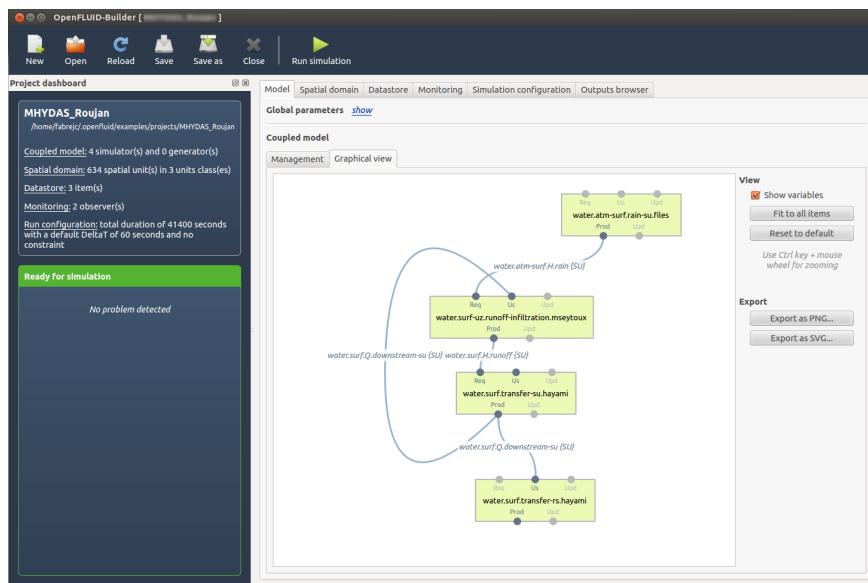 OpenFLUID-Builder [ ]
New Open Reload Save Save as Close Run simulation
Project dashboard
MHYDAS_Roujan
/home/fabrejc/.openfluid/examples/projects/MHYDAS_Roujan
Coupled model: 4 simulator(s) and 0 generator(s)
Spatial domain: 634 spatial unit(s) in 3 units class(es)
Datastore: 3 item(s)
Monitoring: 2 observer(s)
Run configuration: total duration of 41400 seconds
with a default DeltaT of 60 seconds and no
constraint
Ready for simulation
No problem detected
Model Spatial domain Datastore Monitoring Simulation configuration Outputs browser
Global parameters show
Coupled model
Management Graphical view
Req Us Upd
water.atm-surf.rain-su.files
Prod Upd
water.atm-surf.H.rain (SU)
Req Us Upd
water.surf-uz.runoff-infiltration.mseytoux
Prod Upd
water.surf.Q.downstream-su (SU) water.surf.H.runoff (SU)
Req Us Upd
water.surf.transfer-su.hayami
Prod Upd
water.surf.Q.downstream-su (SU)
Req Us Upd
water.surf.transfer-rs.hayami
Prod Upd
View
Show variables
Fit to all items
Reset to default
Use Ctrl key + mouse
wheel for zooming
Export
Export as PNG...
Export as SVG...